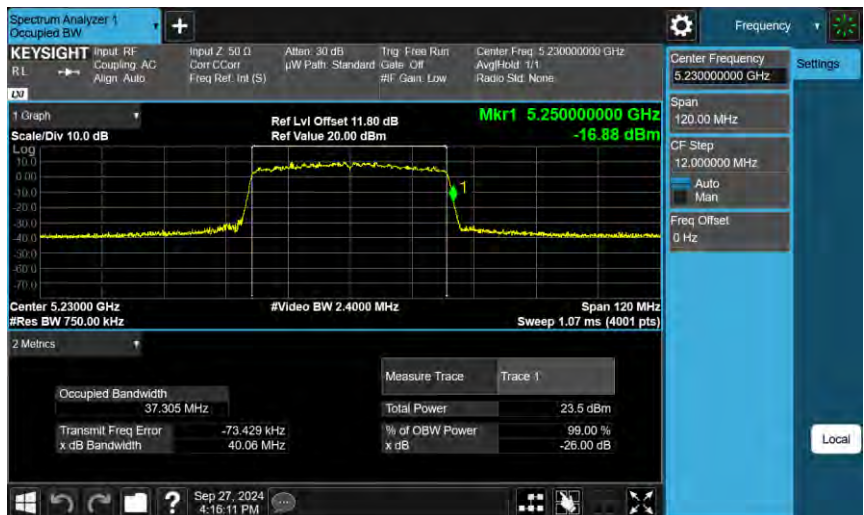 Spectrum Analyzer 1
Occupied BW
Frequency
KEYSIGHT
RL
LXI
Input: RF
Coupling: AC
Align: Auto
Input Z: 50 Ω
Corr CCorr
Freq Ref: Int (S)
Atten: 30 dB
µW Path: Standard
Trig: Free Run
Gate: Off
#IF Gain: Low
Center Freq: 5.230000000 GHz
Avg|Hold: 1/1
Radio Std: None
1 Graph
Scale/Div 10.0 dB
Ref Lvl Offset 11.80 dB
Ref Value 20.00 dBm
Mkr1 5.250000000 GHz
-16.88 dBm
Log
10.0
0.00
-10.0
-20.0
-30.0
-40.0
-50.0
-60.0
-70.0
1
Center 5.23000 GHz
#Res BW 750.00 kHz
#Video BW 2.4000 MHz
Span 120 MHz
Sweep 1.07 ms (4001 pts)
2 Metrics
Measure Trace
Trace 1
Occupied Bandwidth
37.305 MHz
Total Power
23.5 dBm
Transmit Freq Error
-73.429 kHz
% of OBW Power
99.00 %
x dB Bandwidth
40.06 MHz
x dB
-26.00 dB
Center Frequency
5.230000000 GHz
Settings
Span
120.00 MHz
CF Step
12.000000 MHz
Auto
Man
Freq Offset
0 Hz
Local
?
Sep 27, 2024
4:16:11 PM